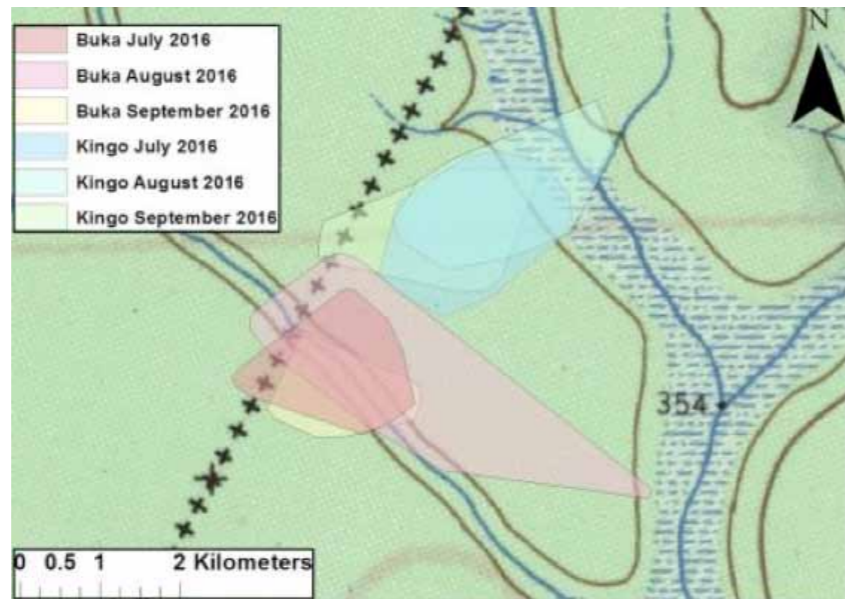 Buka July 2016
Buka August 2016
Buka September 2016
Kingo July 2016
Kingo August 2016
Kingo September 2016
N
354
0 0.5 1 2 Kilometers